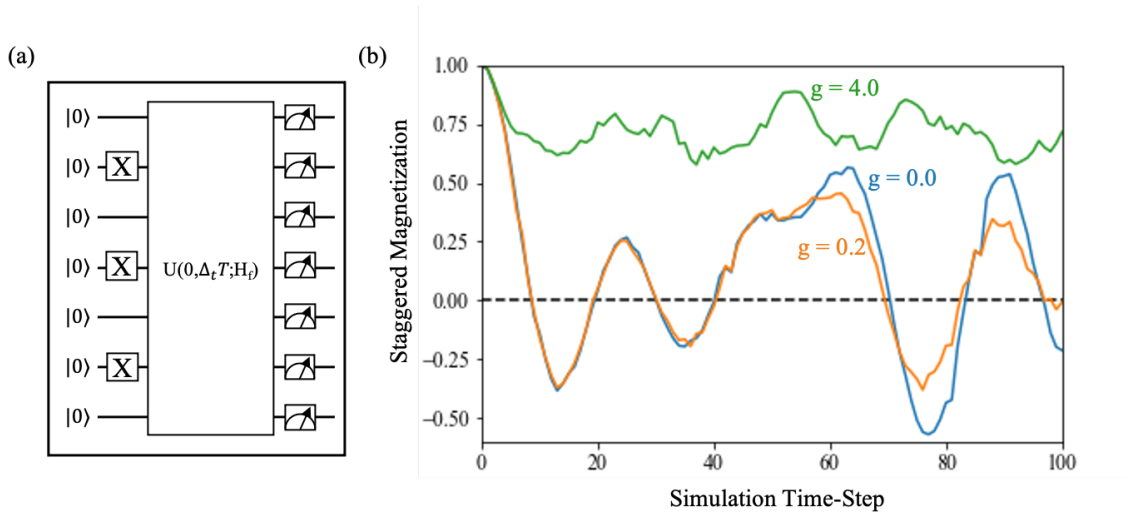 (a)
|0⟩
|0⟩ X
|0⟩
|0⟩ X
|0⟩
|0⟩ X
|0⟩
U(0,ΔₜT;H_f)
(b)
Staggered Magnetization
1.00
0.75
0.50
0.25
0.00
−0.25
−0.50
g = 4.0
g = 0.0
g = 0.2
0 20 40 60 80 100
Simulation Time-Step